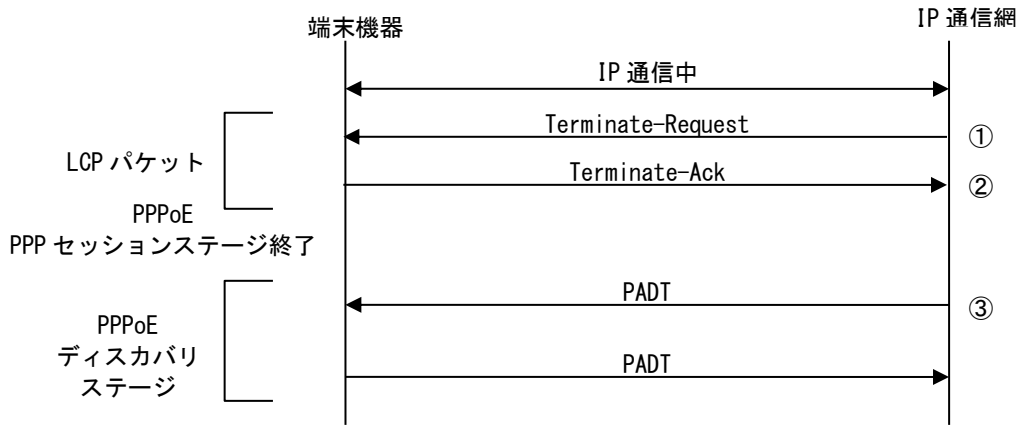 端末機器
IP 通信網
IP 通信中
Terminate-Request
①
LCP パケット
Terminate-Ack
②
PPPoE
PPP セッションステージ終了
PADT
③
PPPoE
ディスカバリ
ステージ
PADT